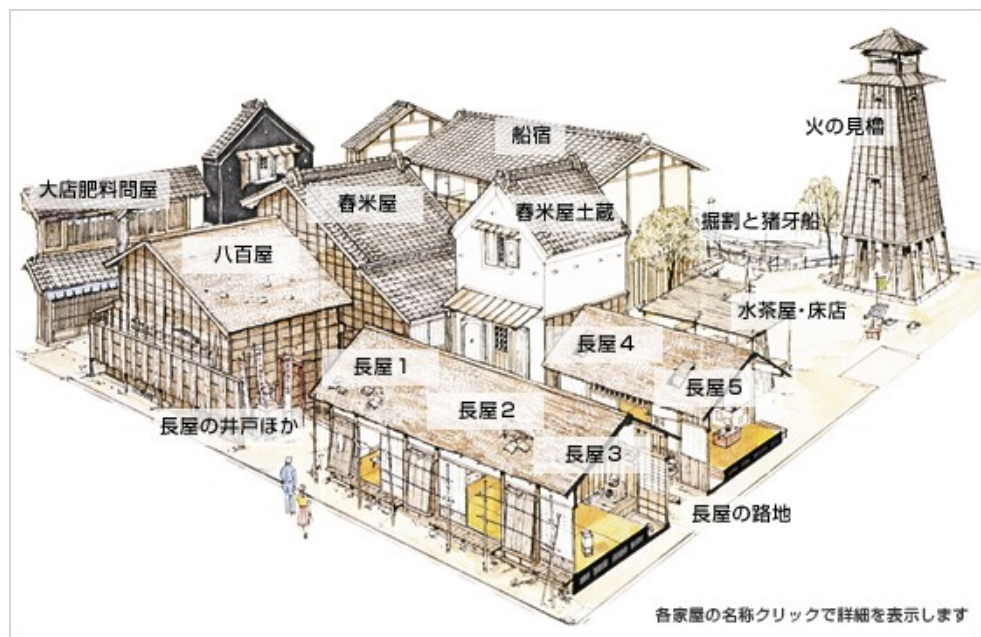 火の見櫓
船宿
大店肥料問屋
舂米屋
舂米屋土蔵
掘割と猪牙船
八百屋
水茶屋・床店
長屋1
長屋4
長屋5
長屋2
長屋の井戸ほか
長屋3
長屋の路地
各家屋の名称クリックで詳細を表示します